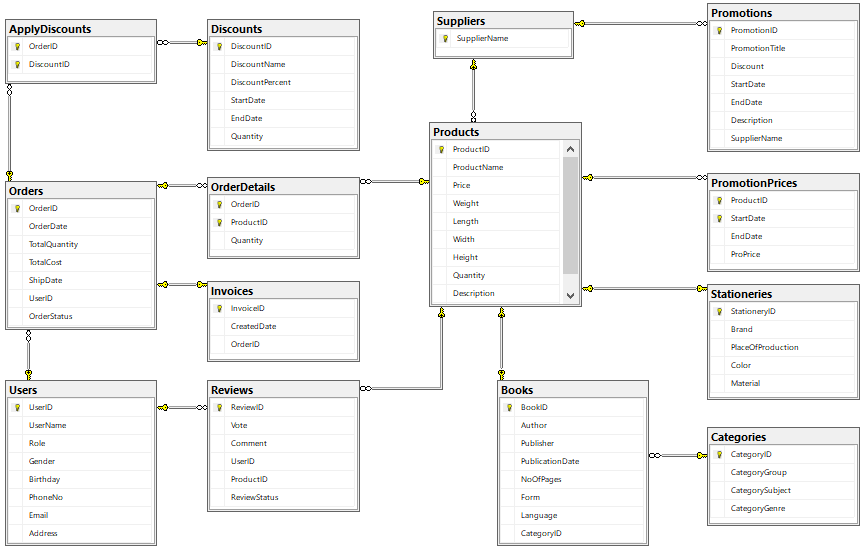 ApplyDiscounts
OrderID
DiscountID
Discounts
DiscountID
DiscountName
DiscountPercent
StartDate
EndDate
Quantity
Suppliers
SupplierName
Promotions
PromotionID
PromotionTitle
Discount
StartDate
EndDate
Description
SupplierName
Products
ProductID
ProductName
Price
Weight
Length
Width
Height
Quantity
Description
Orders
OrderID
OrderDate
TotalQuantity
TotalCost
ShipDate
UserID
OrderStatus
OrderDetails
OrderID
ProductID
Quantity
PromotionPrices
ProductID
StartDate
EndDate
ProPrice
Invoices
InvoiceID
CreatedDate
OrderID
Stationeries
StationeryID
Brand
PlaceOfProduction
Color
Material
Users
UserID
UserName
Role
Gender
Birthday
PhoneNo
Email
Address
Reviews
ReviewID
Vote
Comment
UserID
ProductID
ReviewStatus
Books
BookID
Author
Publisher
PublicationDate
NoOfPages
Form
Language
CategoryID
Categories
CategoryID
CategoryGroup
CategorySubject
CategoryGenre